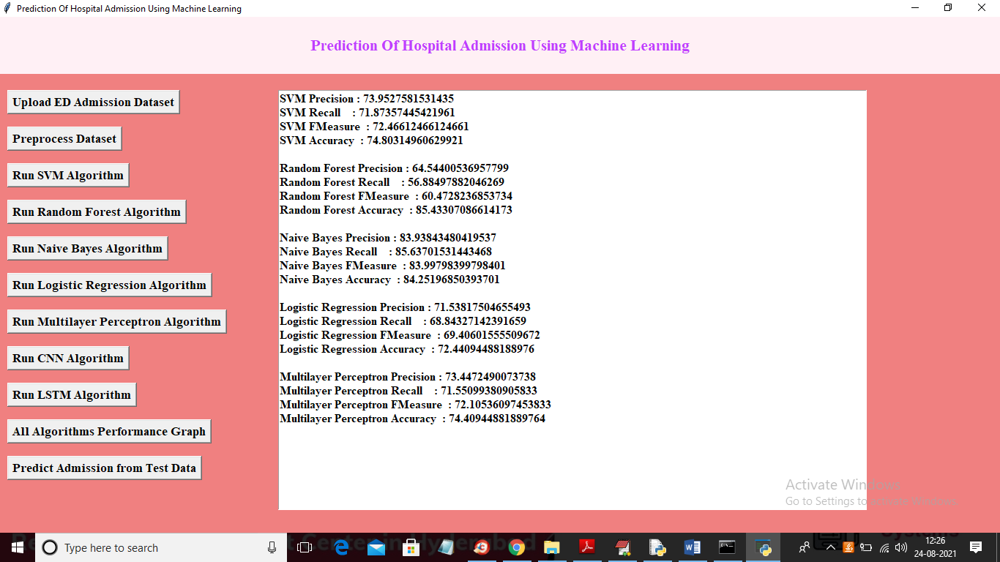 Prediction Of Hospital Admission Using Machine Learning
Prediction Of Hospital Admission Using Machine Learning
Upload ED Admission Dataset
Preprocess Dataset
Run SVM Algorithm
Run Random Forest Algorithm
Run Naive Bayes Algorithm
Run Logistic Regression Algorithm
Run Multilayer Perceptron Algorithm
Run CNN Algorithm
Run LSTM Algorithm
All Algorithms Performance Graph
Predict Admission from Test Data
SVM Precision : 73.9527581531435
SVM Recall : 71.87357445421961
SVM FMeasure : 72.46612466124661
SVM Accuracy : 74.80314960629921
Random Forest Precision : 64.54400536957799
Random Forest Recall : 56.88497882046269
Random Forest FMeasure : 60.4728236853734
Random Forest Accuracy : 85.43307086614173
Naive Bayes Precision : 83.93843480419537
Naive Bayes Recall : 85.63701531443468
Naive Bayes FMeasure : 83.99798399798401
Naive Bayes Accuracy : 84.25196850393701
Logistic Regression Precision : 71.53817504655493
Logistic Regression Recall : 68.84327142391659
Logistic Regression FMeasure : 69.40601555509672
Logistic Regression Accuracy : 72.44094488188976
Multilayer Perceptron Precision : 73.4472490073738
Multilayer Perceptron Recall : 71.55099380905833
Multilayer Perceptron FMeasure : 72.10536097453833
Multilayer Perceptron Accuracy : 74.40944881889764
Activate Windows
Go to Settings to activate Windows.
Type here to search
12:26
24-08-2021